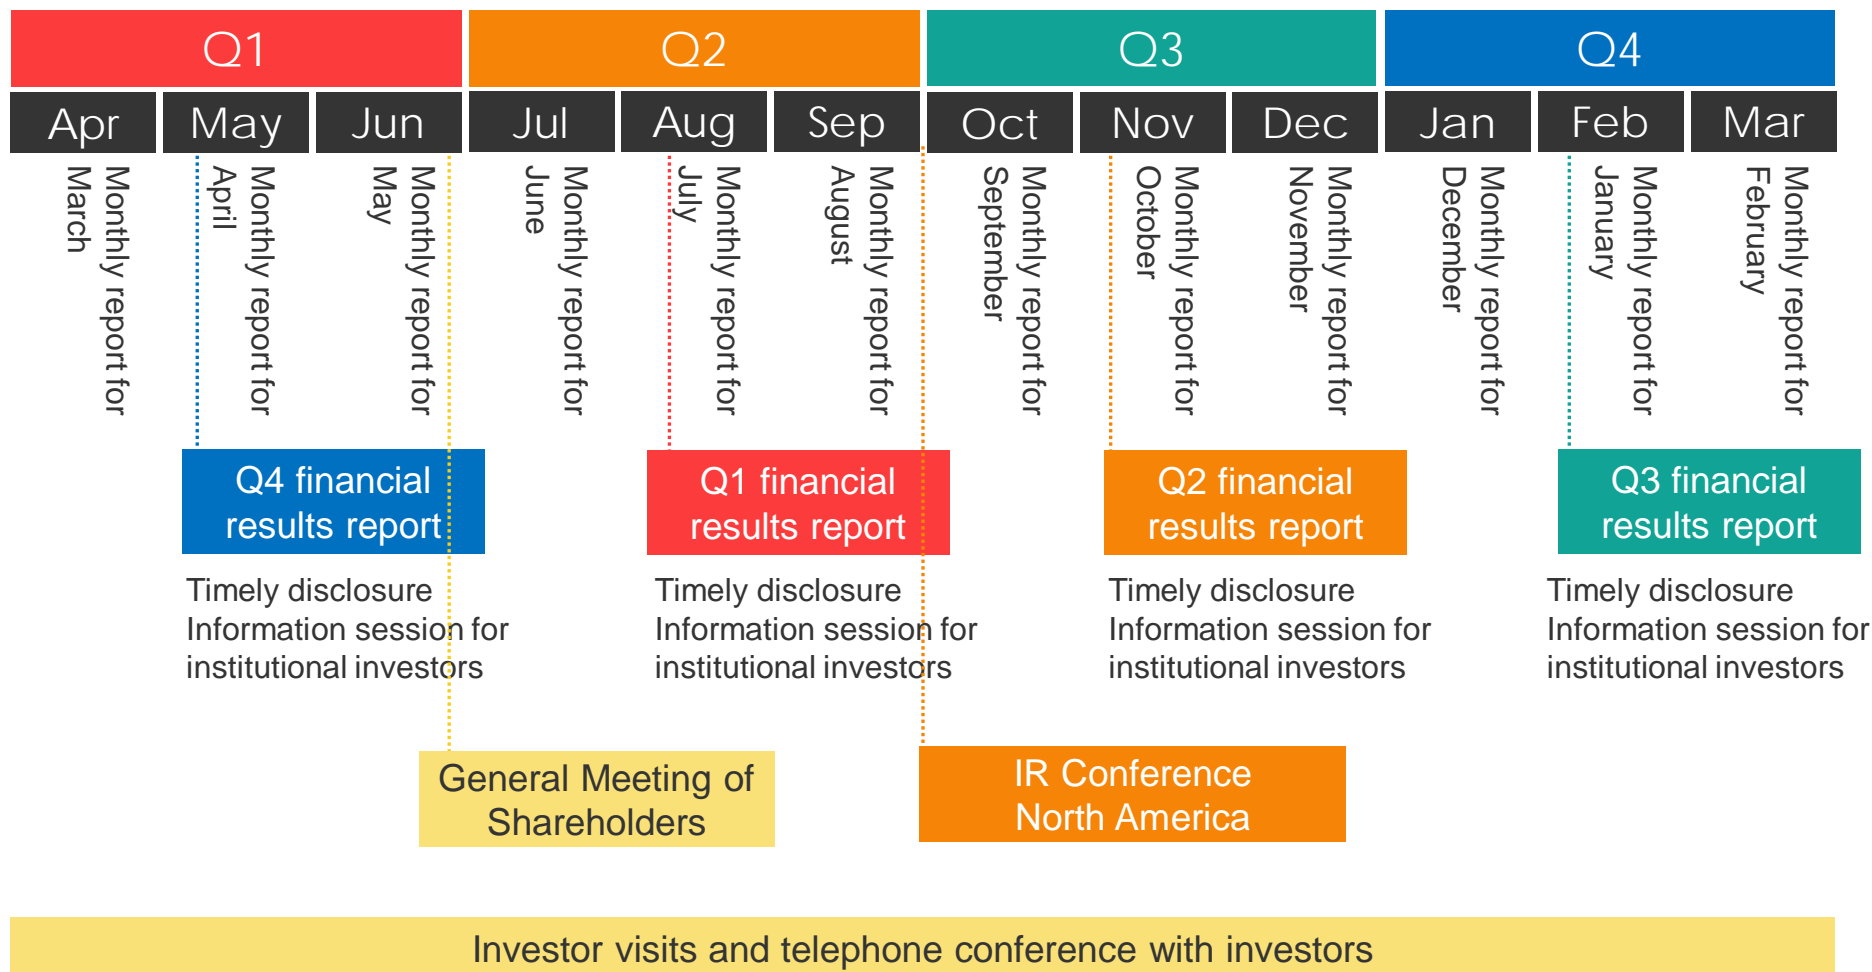 Q1
Q2
Q3
Q4
Apr
May
Jun
Jul
Aug
Sep
Oct
Nov
Dec
Jan
Feb
Mar
Monthly report for
March
Monthly report for
April
Monthly report for
May
Monthly report for
June
Monthly report for
July
Monthly report for
August
Monthly report for
September
Monthly report for
October
Monthly report for
November
Monthly report for
December
Monthly report for
January
Monthly report for
February
Q4 financial
results report
Timely disclosure
Information session for
institutional investors
Q1 financial
results report
Timely disclosure
Information session for
institutional investors
Q2 financial
results report
Timely disclosure
Information session for
institutional investors
Q3 financial
results report
Timely disclosure
Information session for
institutional investors
General Meeting of
Shareholders
IR Conference
North America
Investor visits and telephone conference with investors